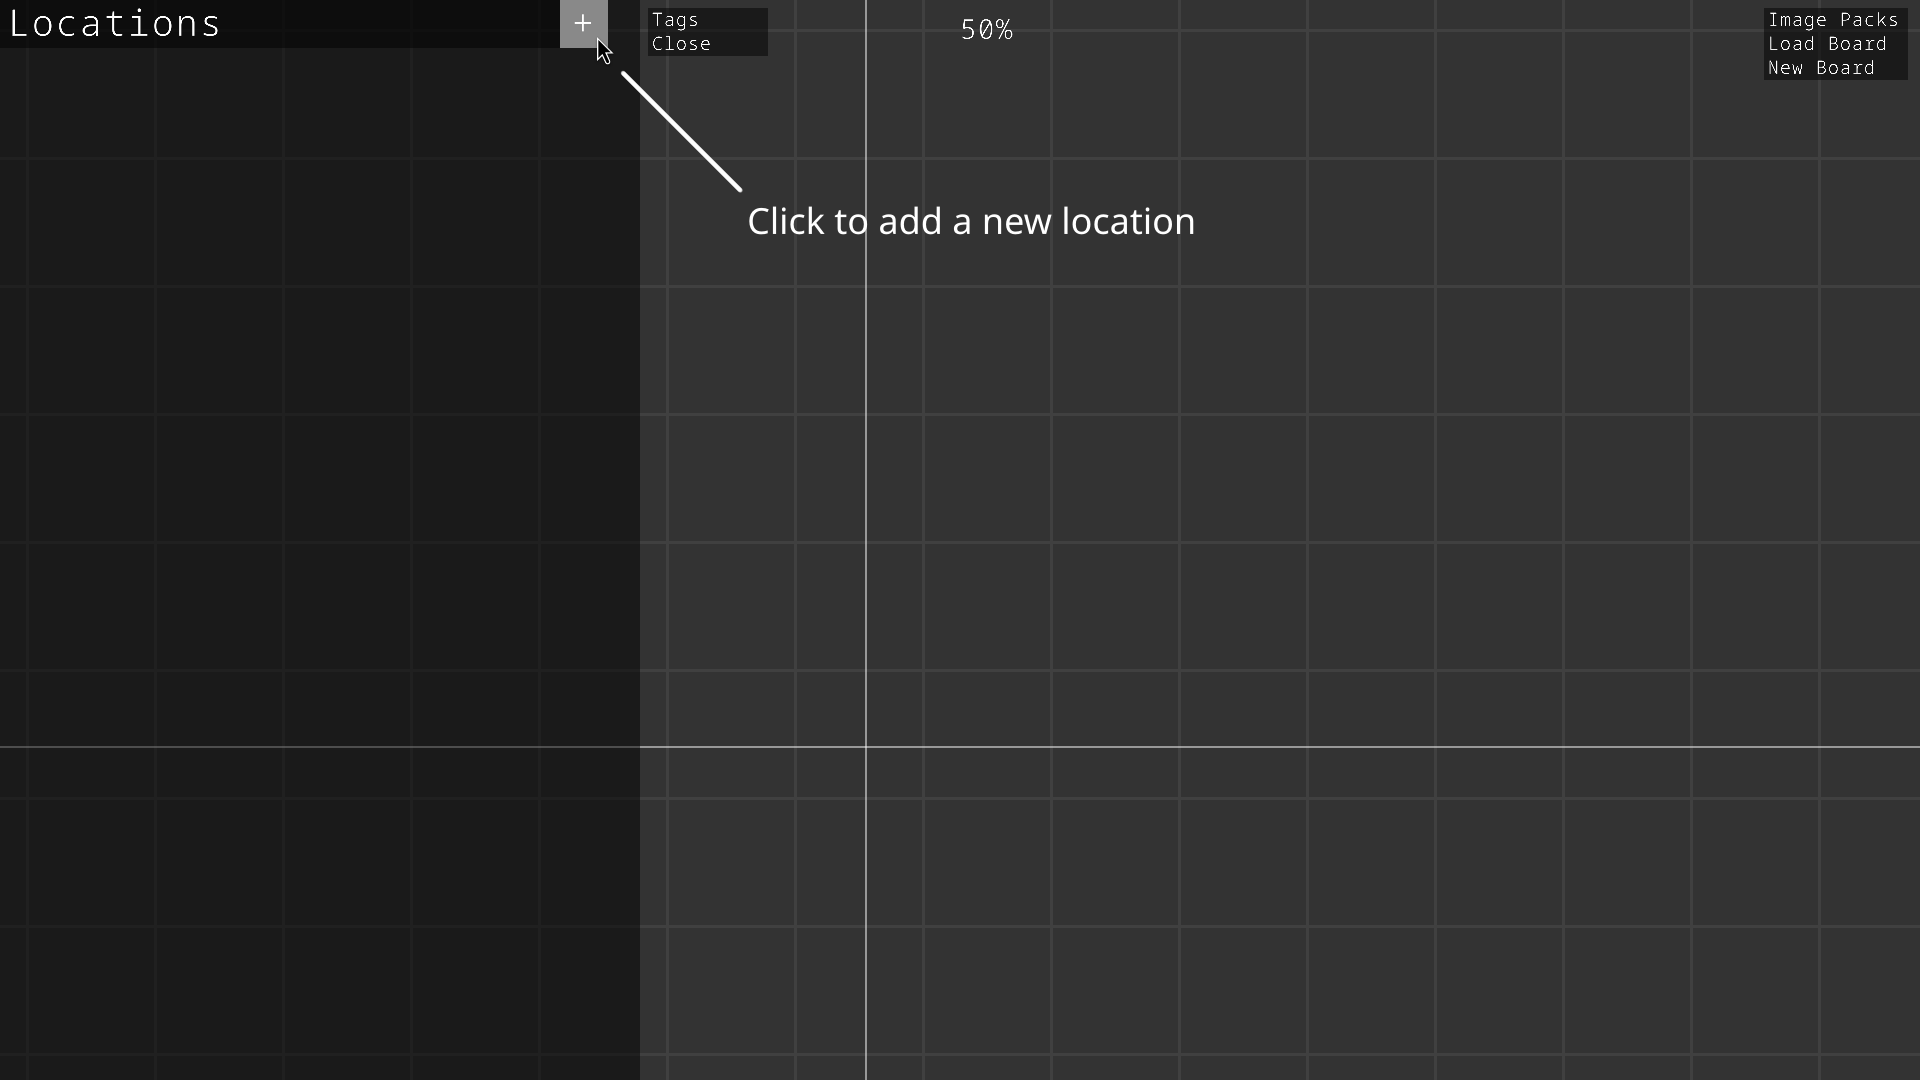 Locations
+
Tags
Close
50%
Image Packs
Load Board
New Board
Click to add a new location